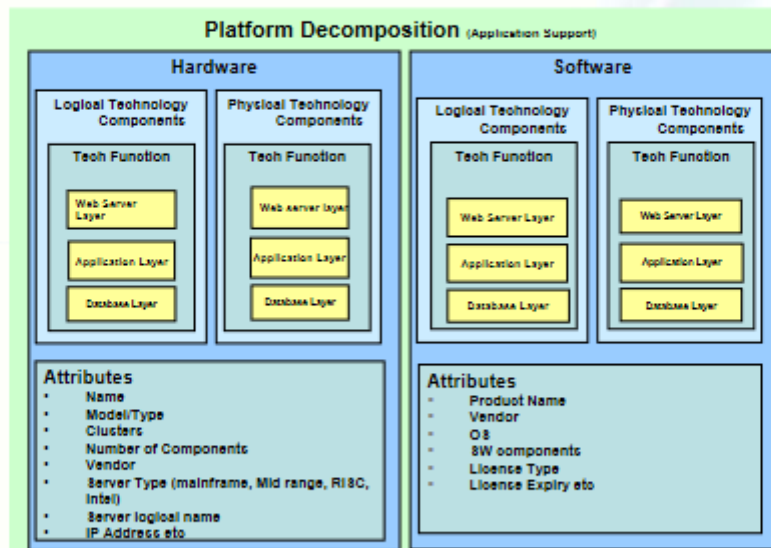 Platform Decomposition (Application Support)
Hardware
Logical Technology
Components
Tech Function
Web Server
Layer
Application Layer
Database Layer
Physical Technology
Components
Tech Function
Web server layer
Application Layer
Database Layer
Attributes
• Name
• Model/Type
• Clusters
• Number of Components
• Vendor
• Server Type (mainframe, Mid range, RISC,
Intel)
• Server logical name
• IP Address etc
Software
Logical Technology
Components
Tech Function
Web Server Layer
Application Layer
Database Layer
Physical Technology
Components
Tech Function
Web Server Layer
Application Layer
Database Layer
Attributes
• Product Name
• Vendor
• OS
• SW components
• License Type
• License Expiry etc